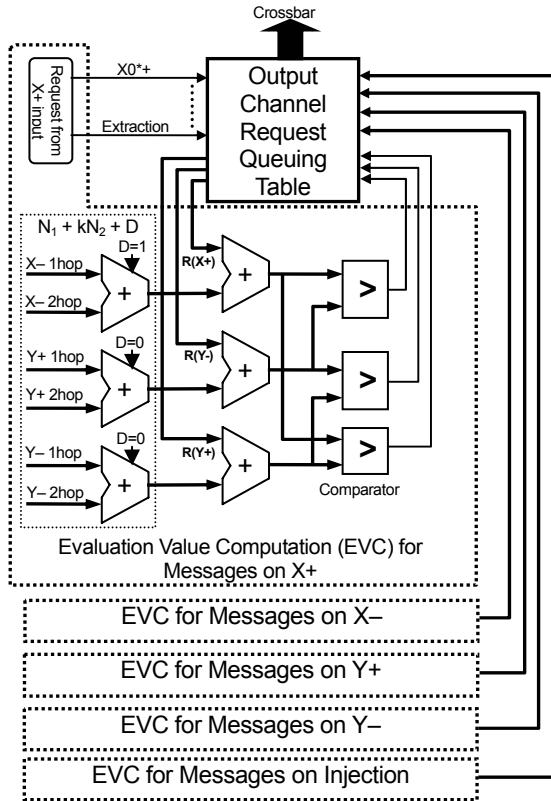 Crossbar
Request from
X+ input
X0*+
Extraction
Output
Channel
Request
Queuing
Table
N1 + kN2 + D
D=1
X– 1hop
X– 2hop
+
R(X+)
+
>
D=0
Y+ 1hop
Y+ 2hop
+
R(Y-)
+
>
D=0
Y– 1hop
Y– 2hop
+
R(Y+)
+
>
Comparator
Evaluation Value Computation (EVC) for
Messages on X+
EVC for Messages on X–
EVC for Messages on Y+
EVC for Messages on Y–
EVC for Messages on Injection